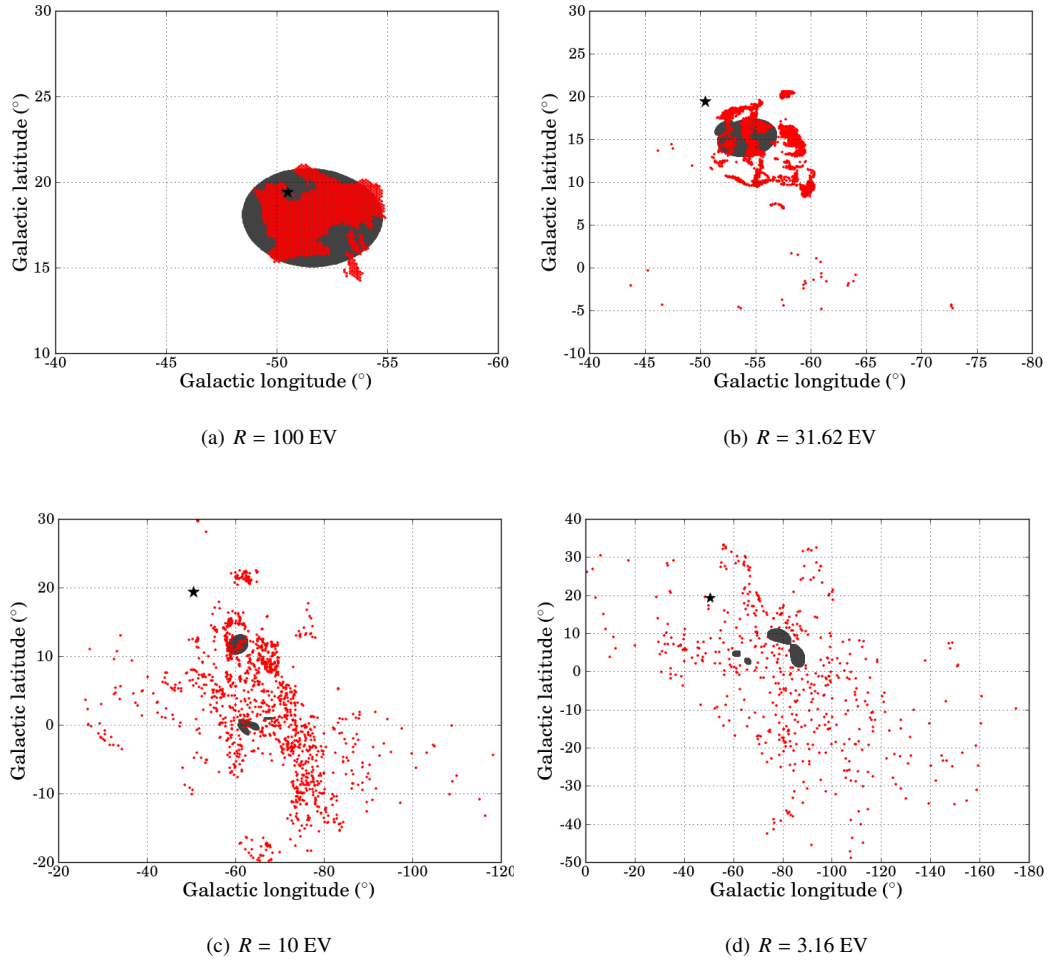 30
25
20
15
10
Galactic latitude (°)
-40 -45 -50 -55 -60
Galactic longitude (°)
(a) R = 100 EV
30
25
20
15
10
5
0
-5
-10
Galactic latitude (°)
-40 -45 -50 -55 -60 -65 -70 -75 -80
Galactic longitude (°)
(b) R = 31.62 EV
30
20
10
0
-10
-20
Galactic latitude (°)
-20 -40 -60 -80 -100 -120
Galactic longitude (°)
(c) R = 10 EV
40
30
20
10
0
-10
-20
-30
-40
-50
Galactic latitude (°)
0 -20 -40 -60 -80 -100 -120 -140 -160 -180
Galactic longitude (°)
(d) R = 3.16 EV